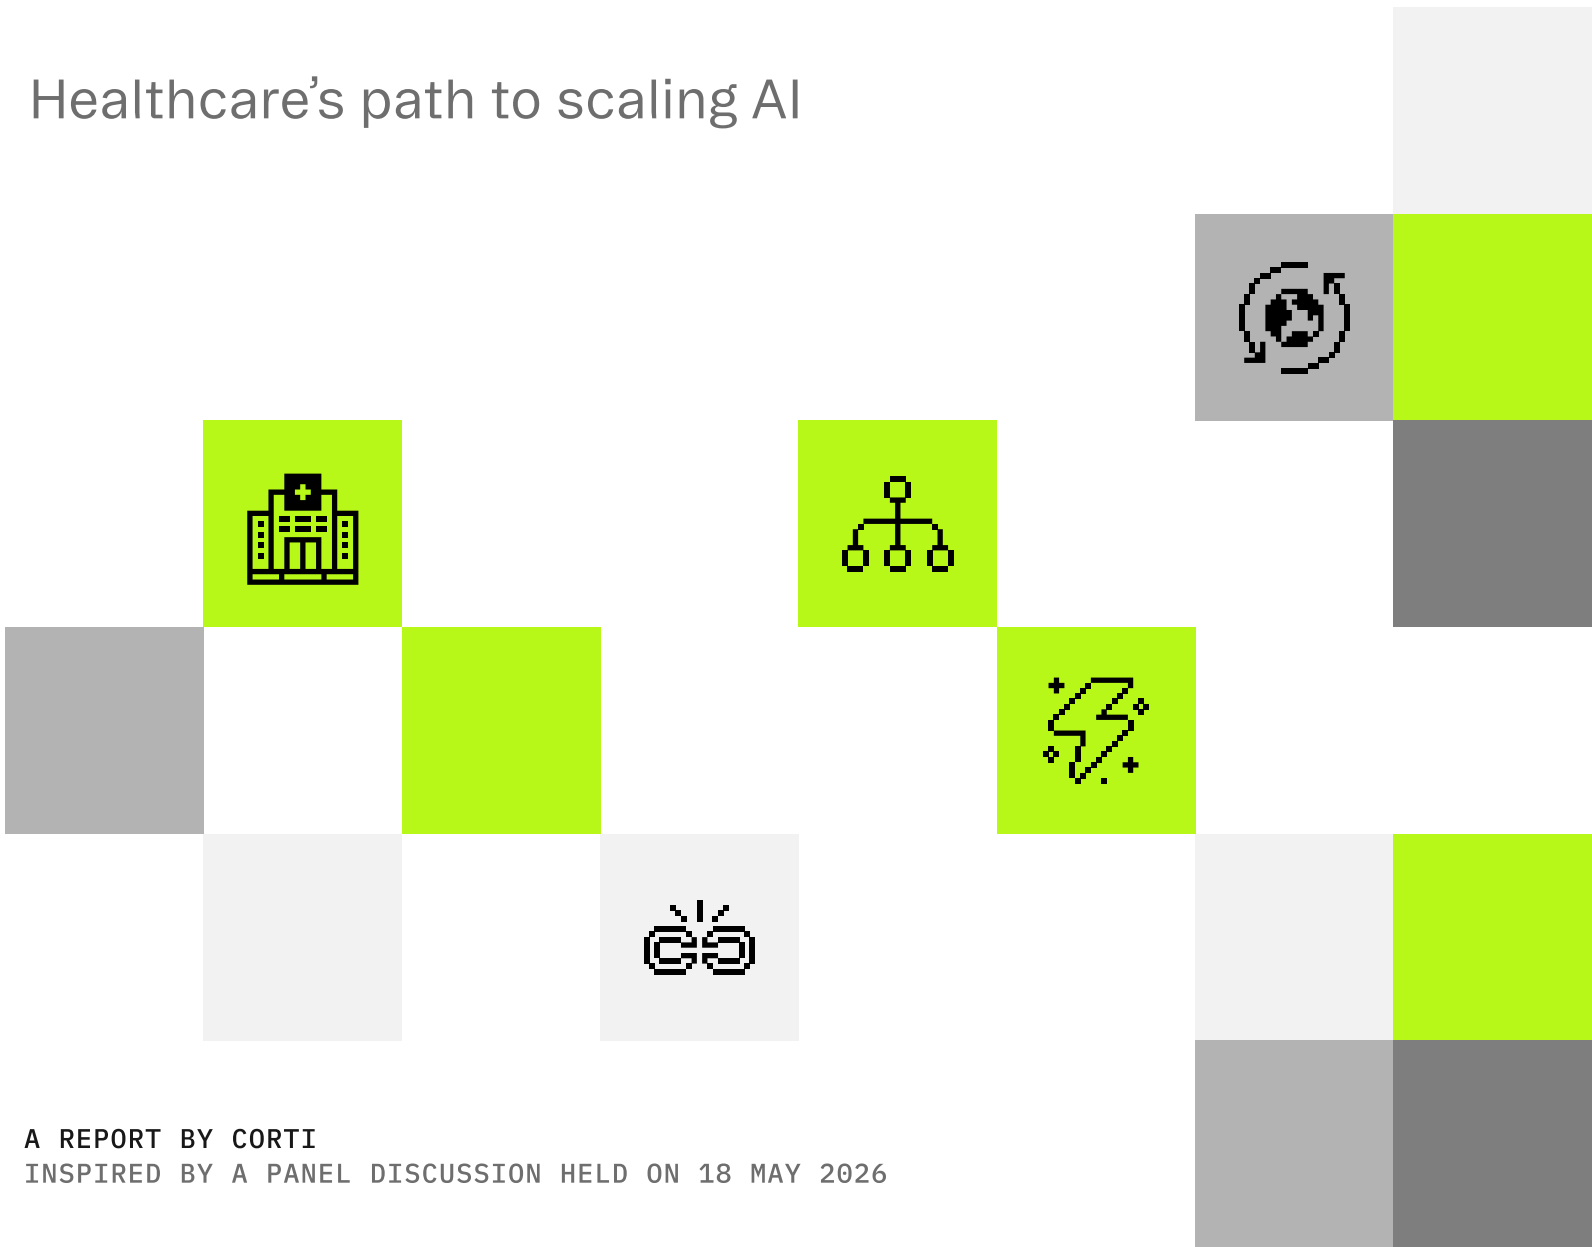 Healthcare’s path to scaling AI
A REPORT BY CORTI
INSPIRED BY A PANEL DISCUSSION HELD ON 18 MAY 2026